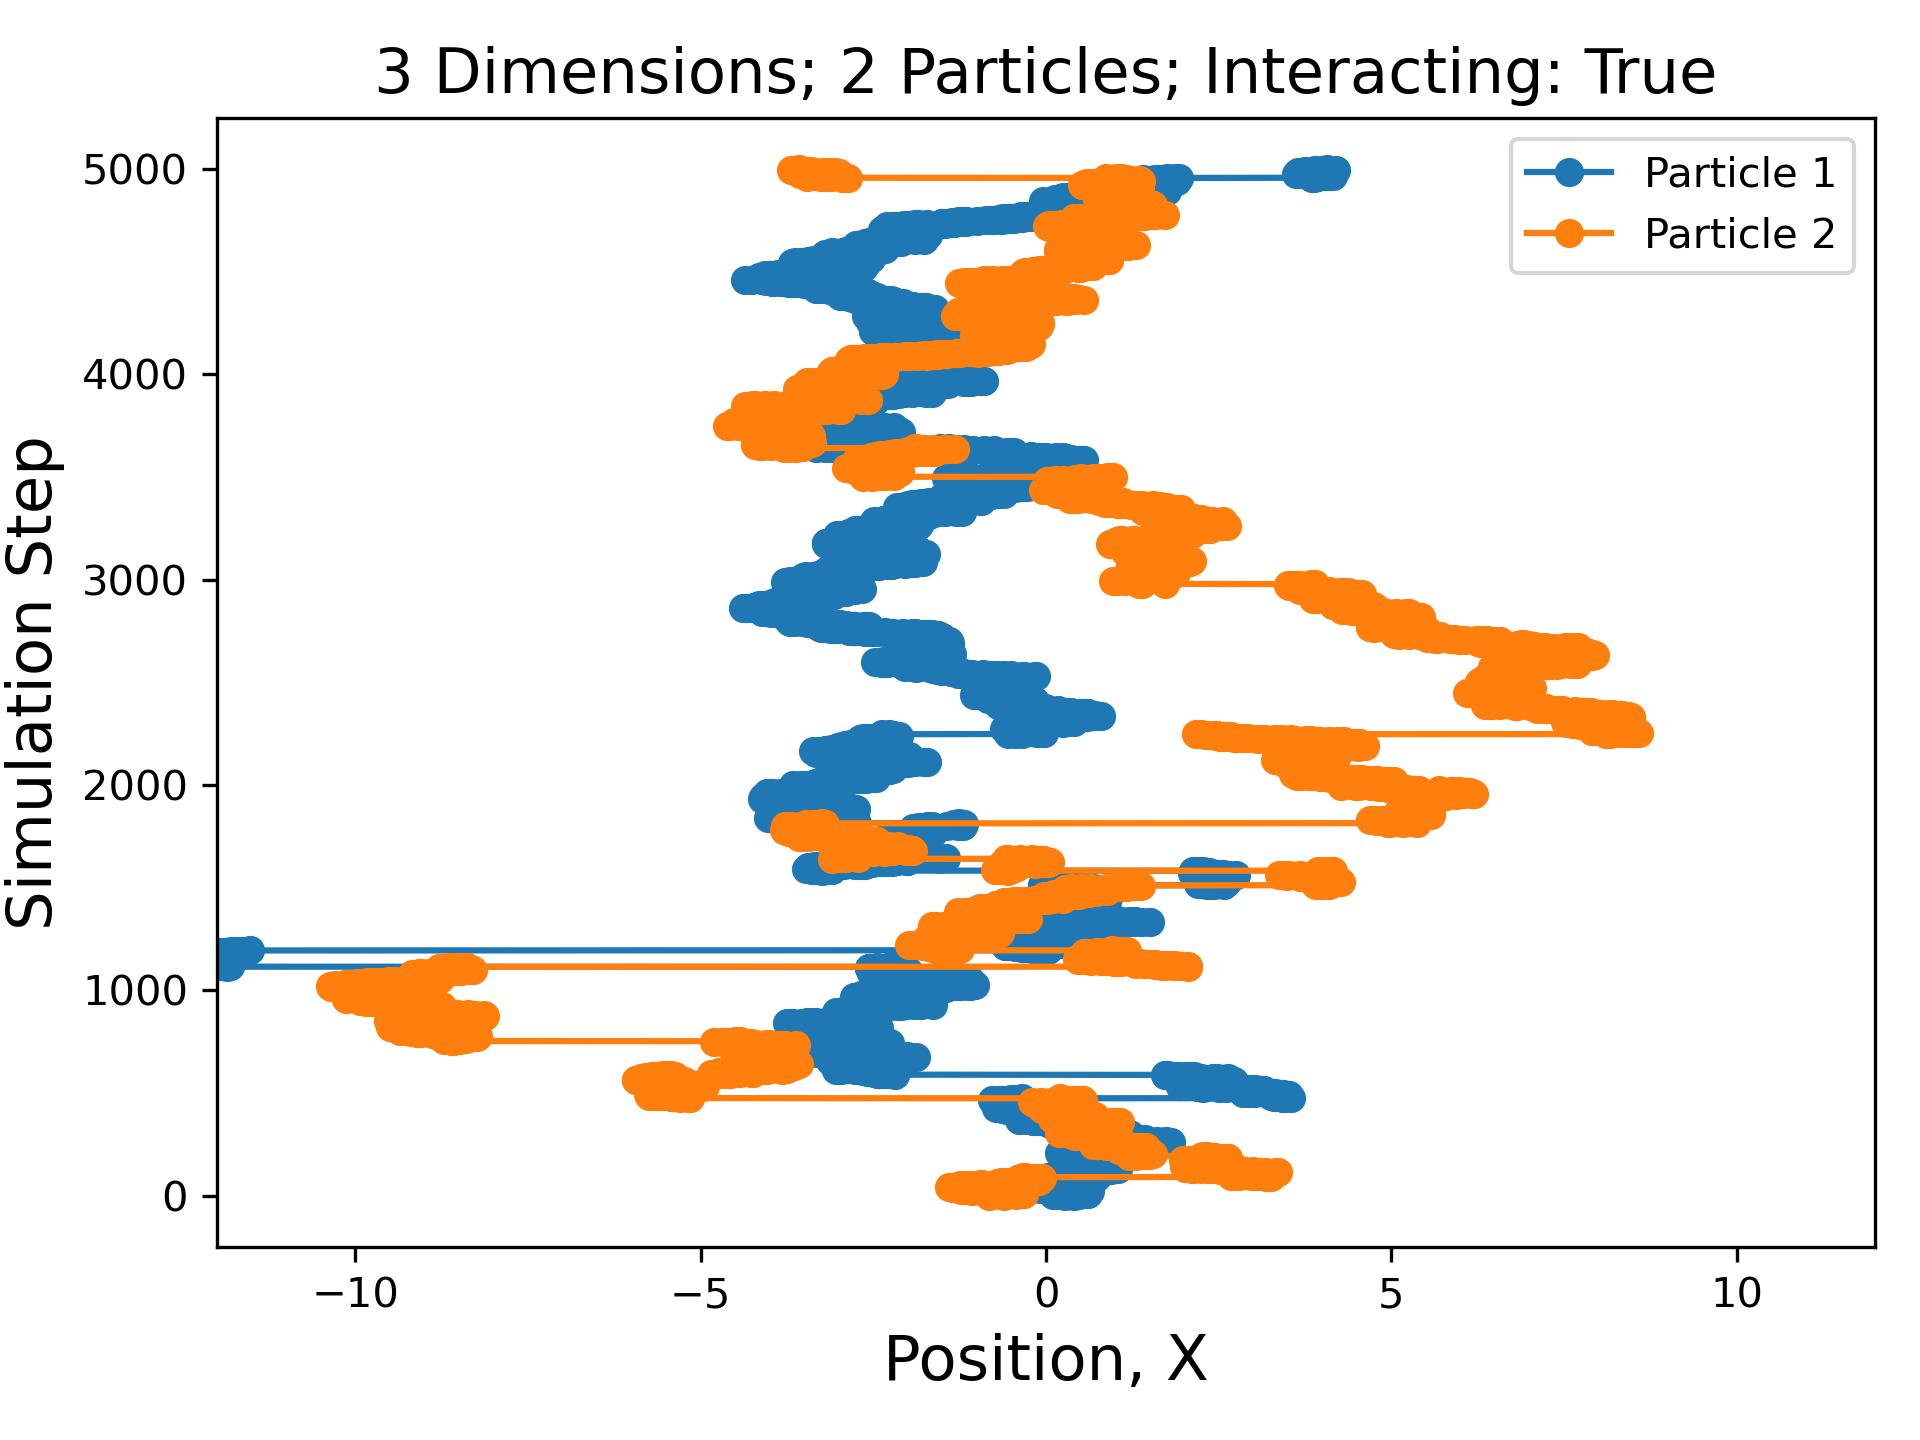 3 Dimensions; 2 Particles; Interacting: True
Particle 1
Particle 2
5000
4000
3000
2000
1000
0
Simulation Step
−10
−5
0
5
10
Position, X